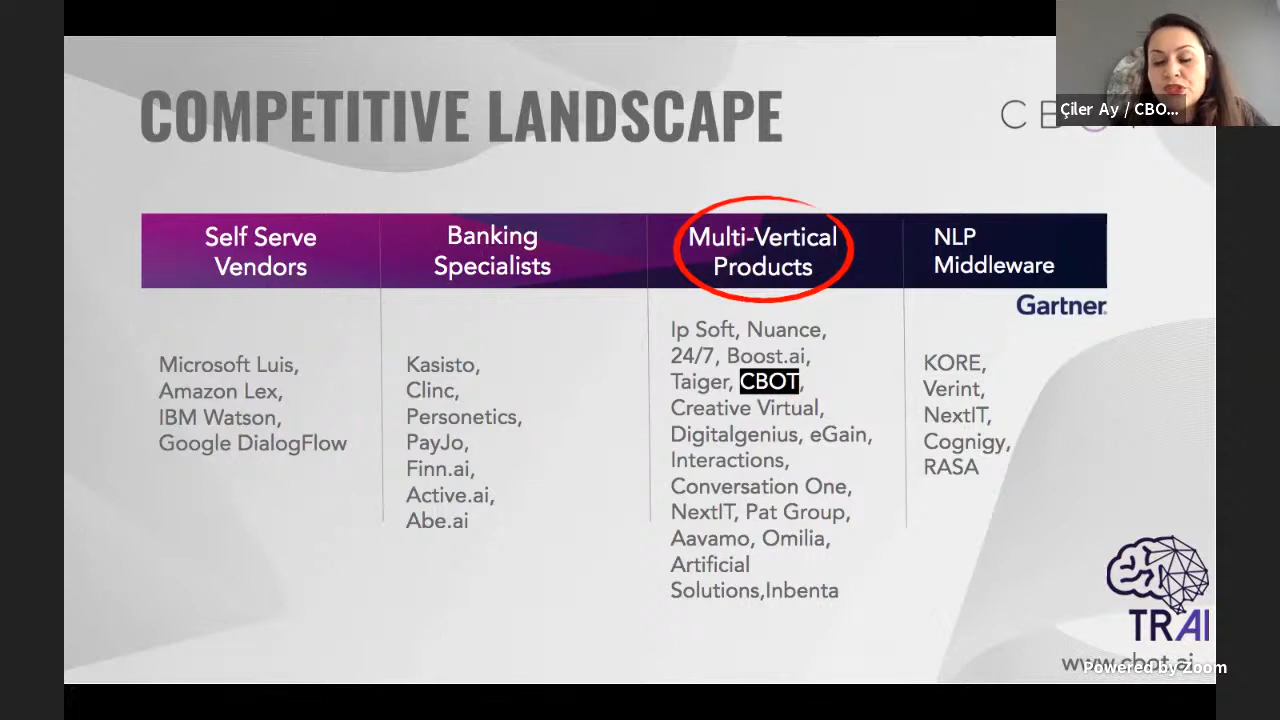 COMPETITIVE LANDSCAPE
C B
Çiler Ay / CBO...
Self Serve
Vendors
Banking
Specialists
Multi-Vertical
Products
NLP
Middleware
Gartner
Microsoft Luis,
Amazon Lex,
IBM Watson,
Google DialogFlow
Kasisto,
Clinc,
Personetics,
PayJo,
Finn.ai,
Active.ai,
Abe.ai
Ip Soft, Nuance,
24/7, Boost.ai,
Taiger, CBOT,
Creative Virtual,
Digitalgenius, eGain,
Interactions,
Conversation One,
NextIT, Pat Group,
Aavamo, Omilia,
Artificial
Solutions,Inbenta
KORE,
Verint,
NextIT,
Cognigy,
RASA
TRAI
www.cbot.ai
Powered by Zoom